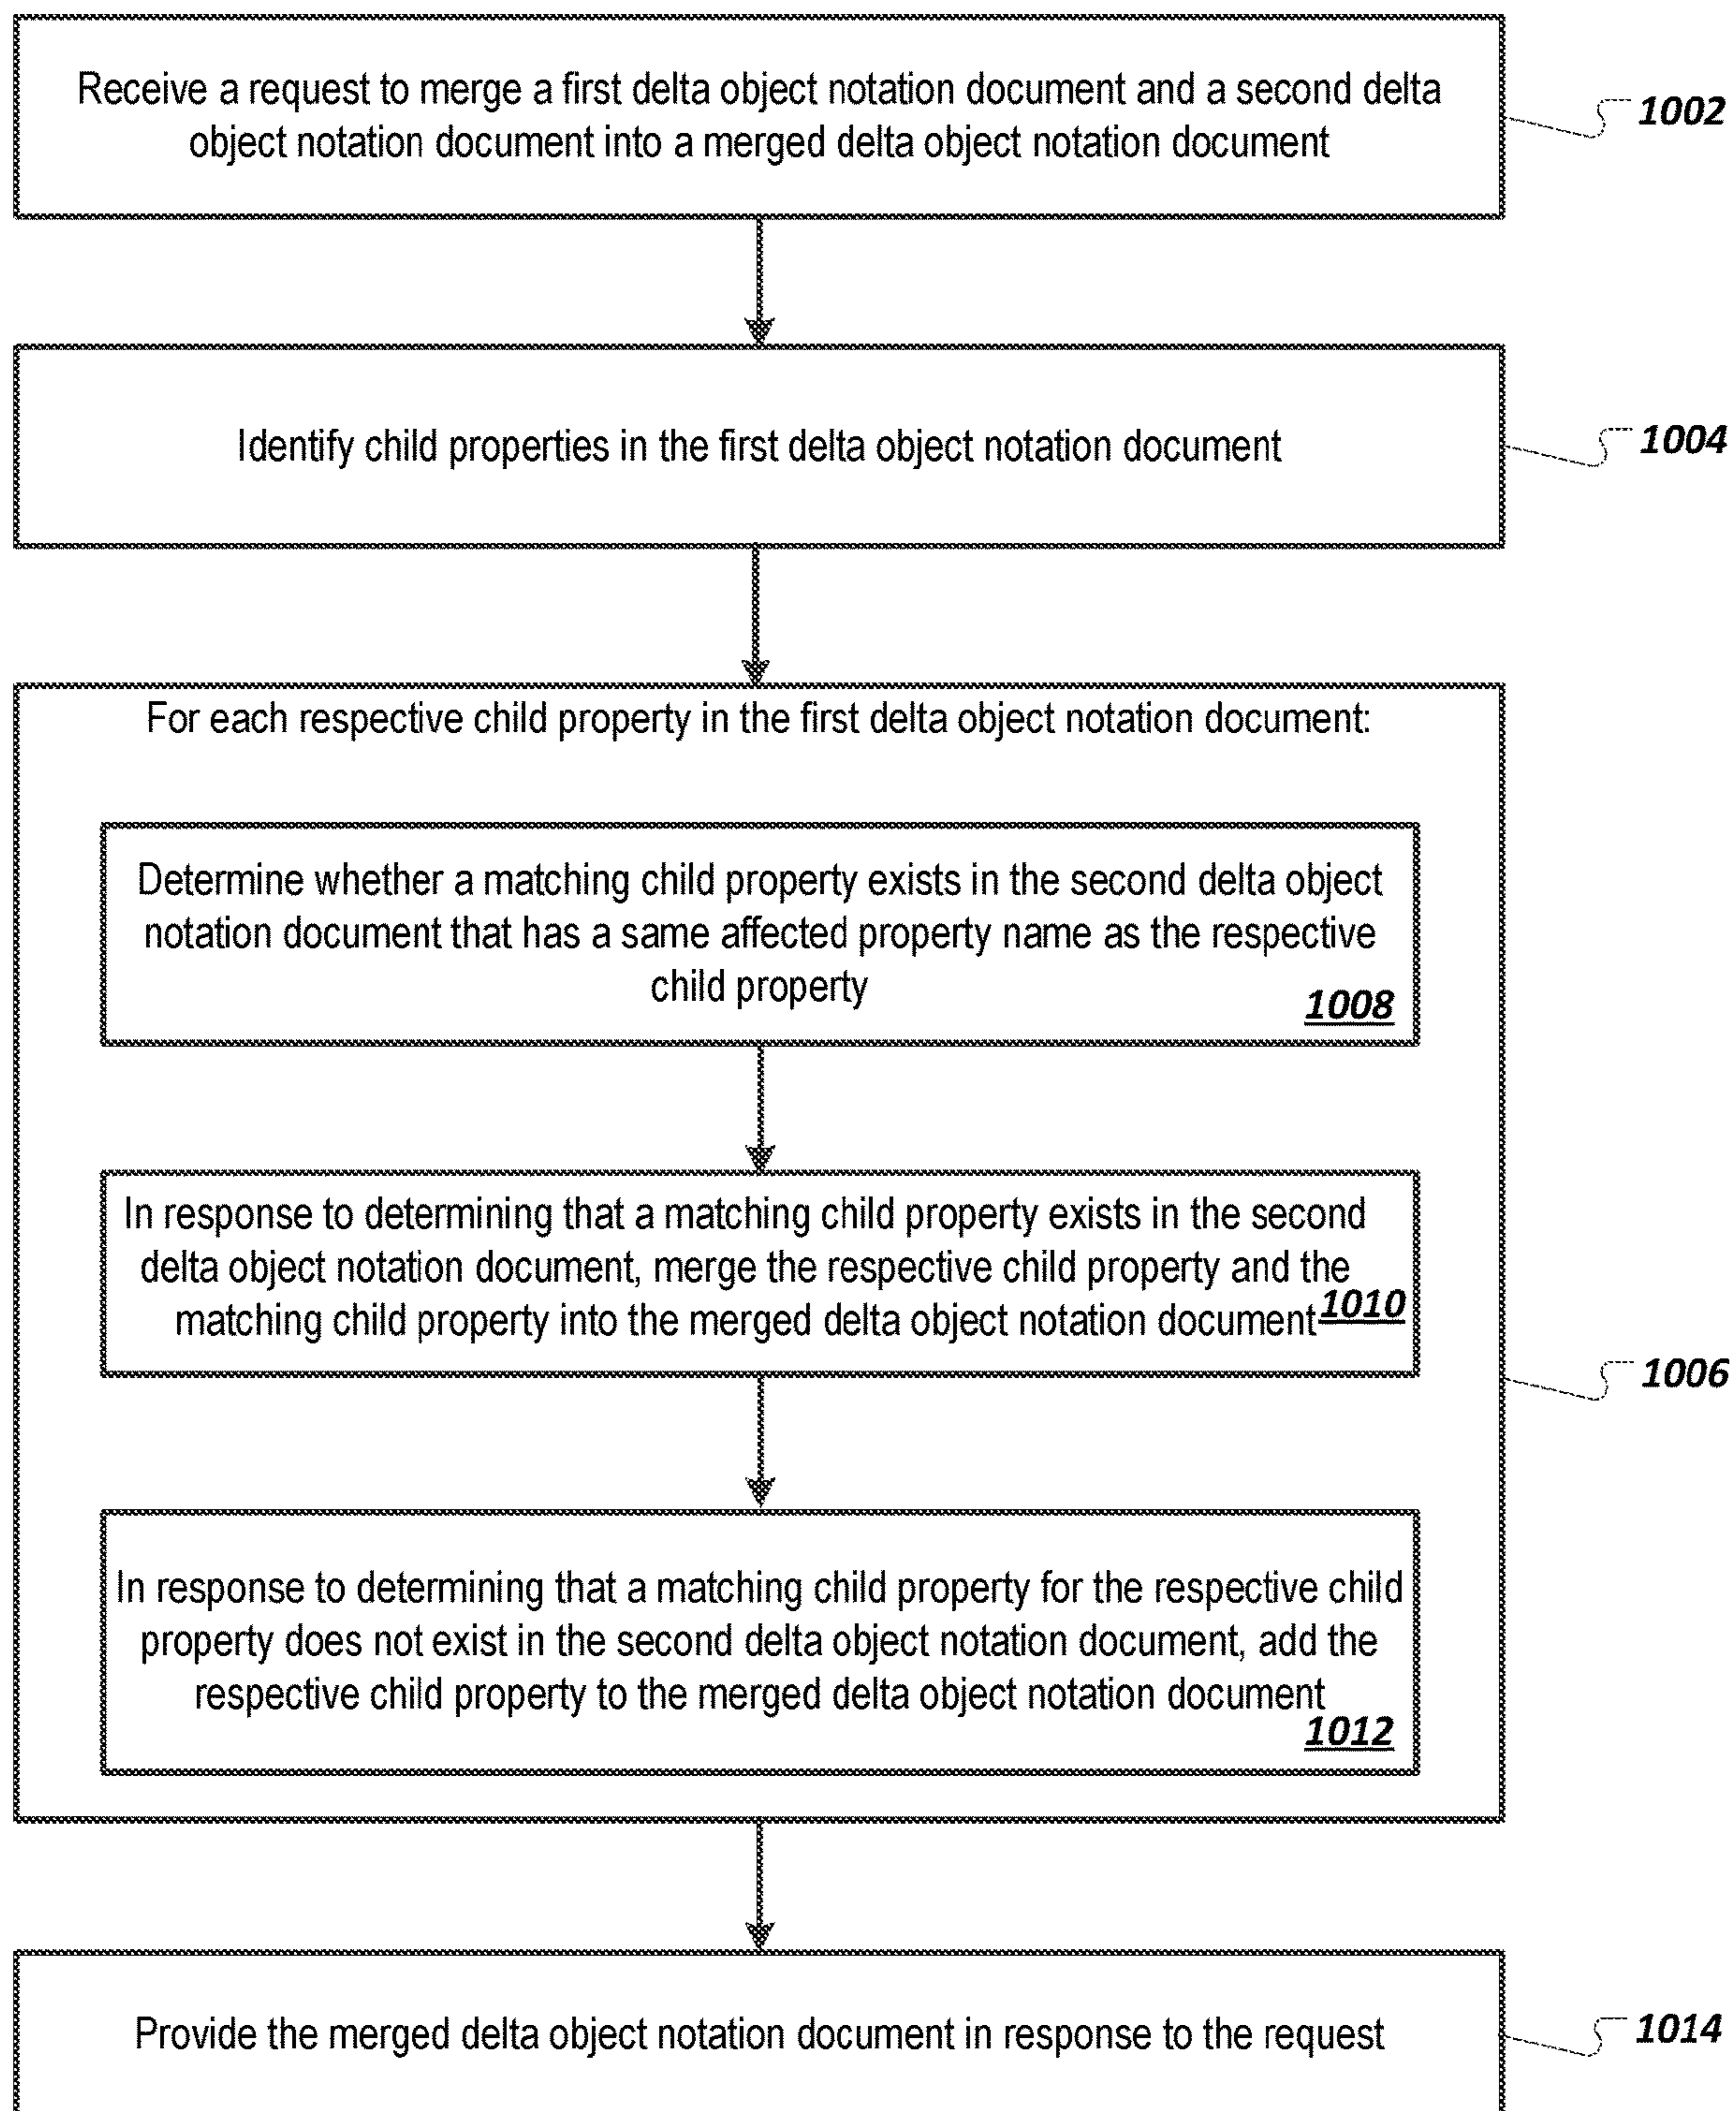 Receive a request to merge a first delta object notation document and a second delta
object notation document into a merged delta object notation document
1002
Identify child properties in the first delta object notation document
1004
For each respective child property in the first delta object notation document:
Determine whether a matching child property exists in the second delta object
notation document that has a same affected property name as the respective
child property
1008
In response to determining that a matching child property exists in the second
delta object notation document, merge the respective child property and the
matching child property into the merged delta object notation document
1010
1006
In response to determining that a matching child property for the respective child
property does not exist in the second delta object notation document, add the
respective child property to the merged delta object notation document
1012
Provide the merged delta object notation document in response to the request
1014